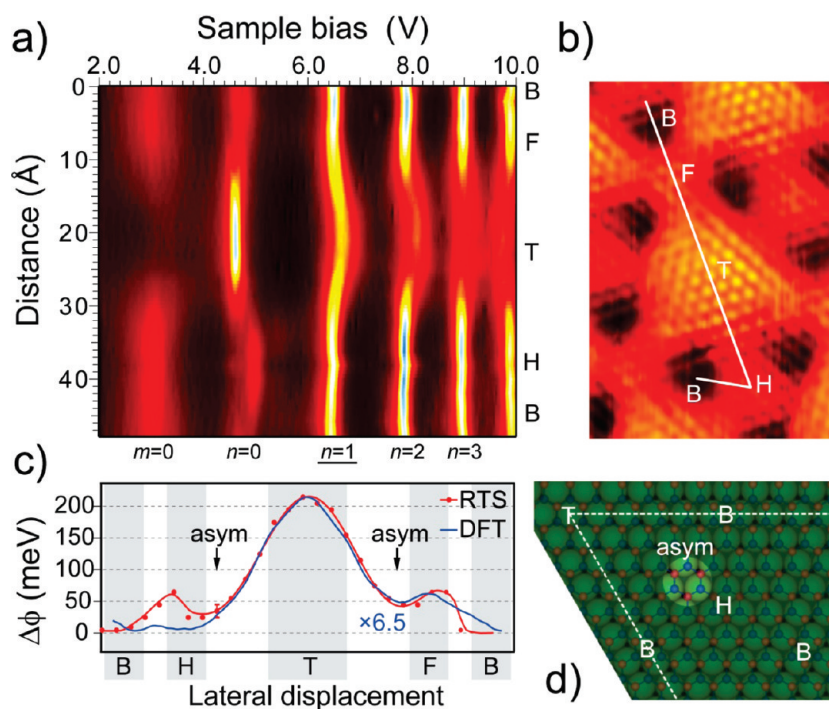 a)
Sample bias (V)
2.0 4.0 6.0 8.0 10.0
Distance (Å)
0
10
20
30
40
B
F
T
H
B
m=0 n=0 n=1 n=2 n=3
b)
B
F
T
H
B
c)
Δϕ (meV)
200
150
100
50
0
asym
asym
RTS
DFT
×6.5
B H T F B
Lateral displacement
T
B
asym
H
B
B
d)